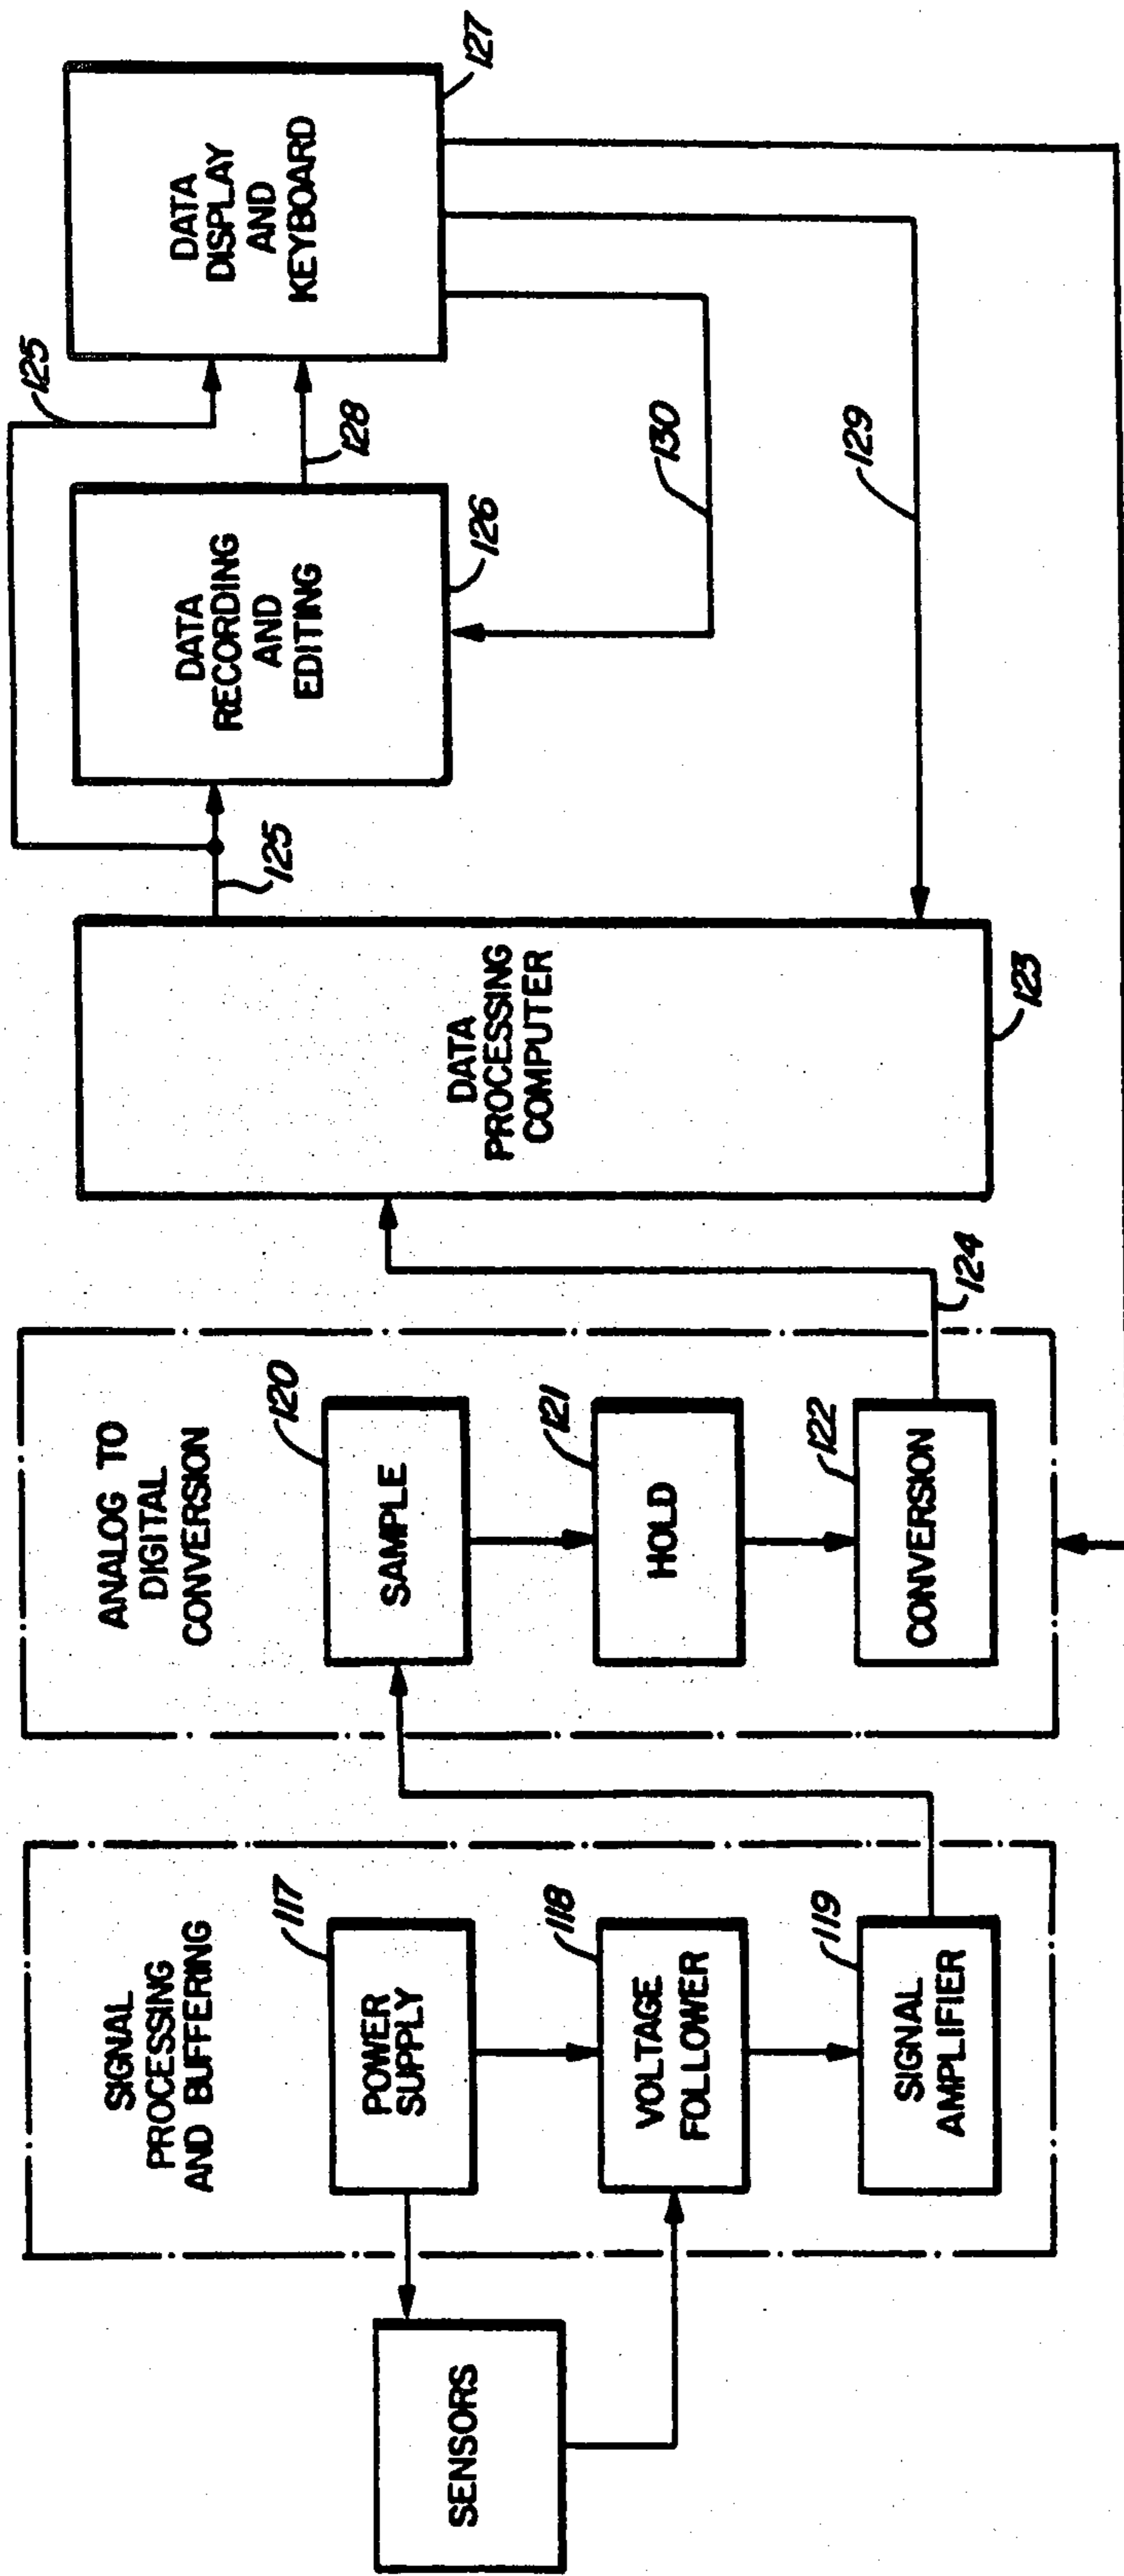 SENSORS
SIGNAL
PROCESSING
AND BUFFERING
117
POWER
SUPPLY
118
VOLTAGE
FOLLOWER
119
SIGNAL
AMPLIFIER
ANALOG TO
DIGITAL
CONVERSION
120
SAMPLE
121
HOLD
122
CONVERSION
124
DATA
PROCESSING
COMPUTER
123
125
125
DATA
RECORDING
AND
EDITING
126
128
130
129
DATA
DISPLAY
AND
KEYBOARD
127